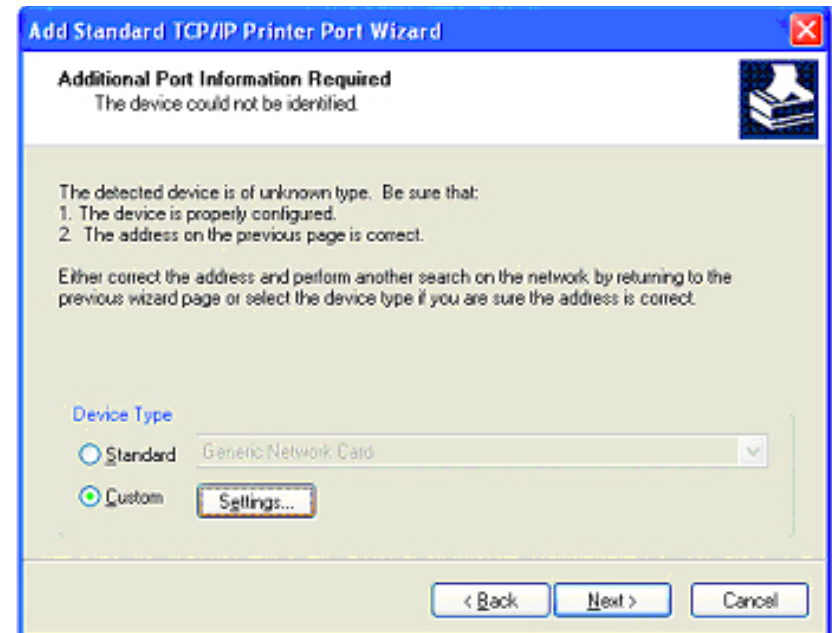 Add Standard TCP/IP Printer Port Wizard
Additional Port Information Required
The device could not be identified.
The detected device is of unknown type. Be sure that:
1. The device is properly configured.
2. The address on the previous page is correct.
Either correct the address and perform another search on the network by returning to the
previous wizard page or select the device type if you are sure the address is correct.
Device Type
Standard Generic Network Card
Custom Settings...
< Back Next > Cancel